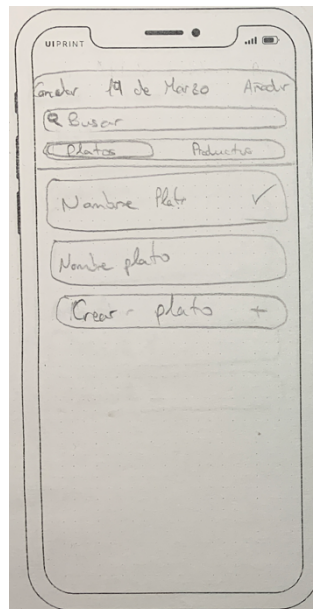 UIPRINT
Cancelar 19 de Marzo Añadir
Buscar
Platos Productos
Nombre Plato
Nombre plato
Crear plato +